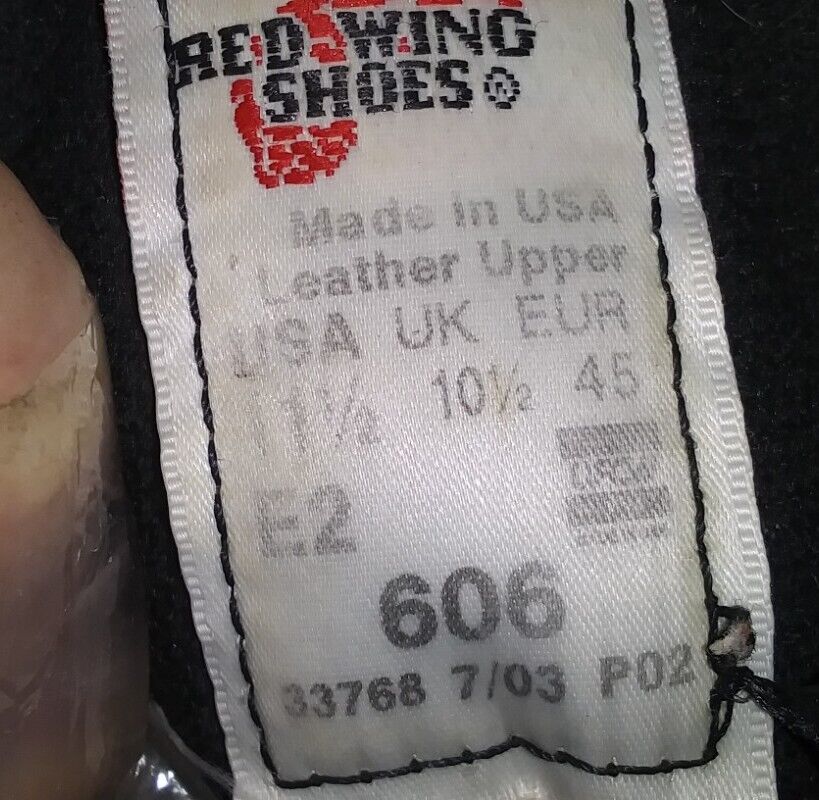 RED WING
SHOES®
Made in USA
Leather Upper
USA UK EUR
11½ 10½ 45
E2
606
33768 7/03 P02